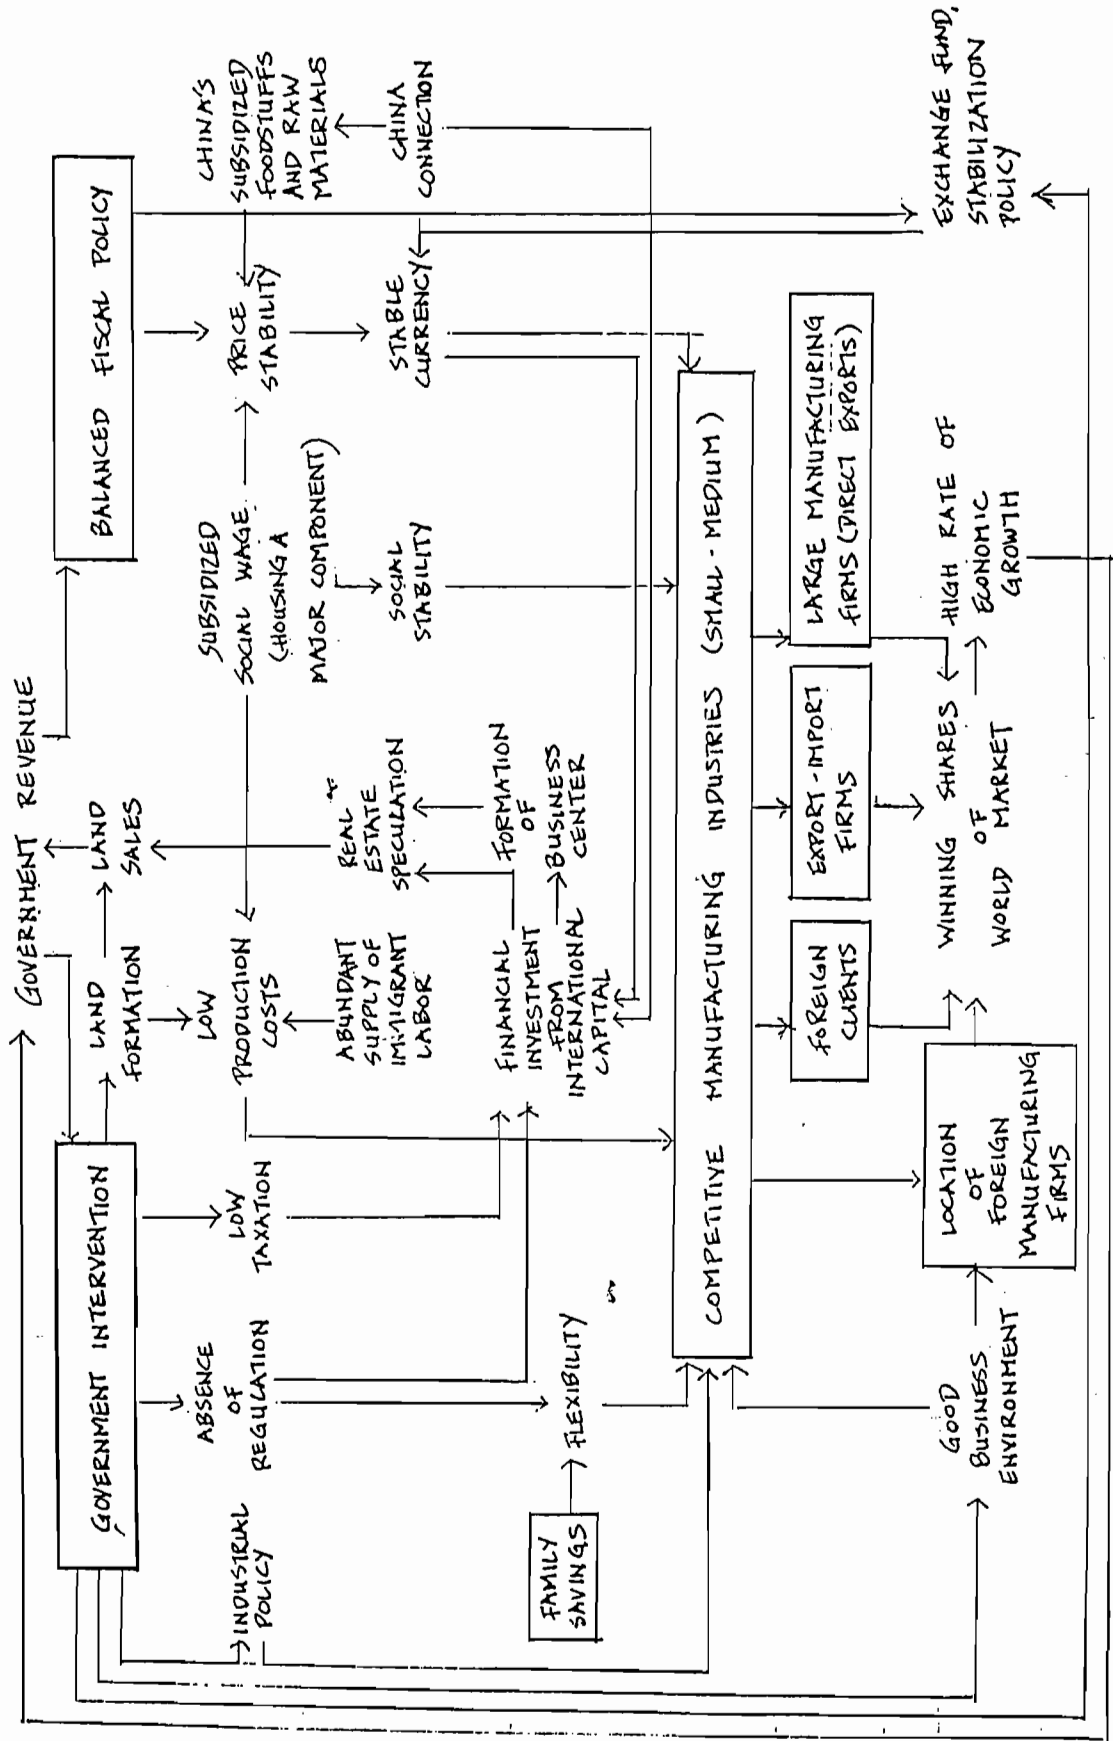 GOVERNMENT REVENUE
GOVERNMENT INTERVENTION
BALANCED FISCAL POLICY
LAND
FORMATION
LAND
SALES
INDUSTRIAL
POLICY
ABSENCE
OF
REGULATION
LOW
TAXATION
LOW
PRODUCTION
COSTS
SUBSIDIZED
SOCIAL WAGE
(HOUSING A
MAJOR COMPONENT)
PRICE
STABILITY
CHINA'S
SUBSIDIZED
FOODSTUFFS
AND RAW
MATERIALS
ABUNDANT
SUPPLY OF
IMMIGRANT
LABOR
REAL
ESTATE
SPECULATION
SOCIAL
STABILITY
STABLE
CURRENCY
CHINA
CONNECTION
FAMILY
SAVINGS
FLEXIBILITY
FINANCIAL
INVESTMENT
FROM
INTERNATIONAL
CAPITAL
FORMATION
OF
BUSINESS
CENTER
COMPETITIVE MANUFACTURING INDUSTRIES (SMALL-MEDIUM)
FOREIGN
CLIENTS
EXPORT-IMPORT
FIRMS
LARGE MANUFACTURING
FIRMS (DIRECT EXPORTS)
GOOD
BUSINESS
ENVIRONMENT
LOCATION
OF
FOREIGN
MANUFACTURING
FIRMS
WINNING SHARES
OF
WORLD MARKET
HIGH RATE OF
ECONOMIC
GROWTH
EXCHANGE FUND,
STABILIZATION
POLICY